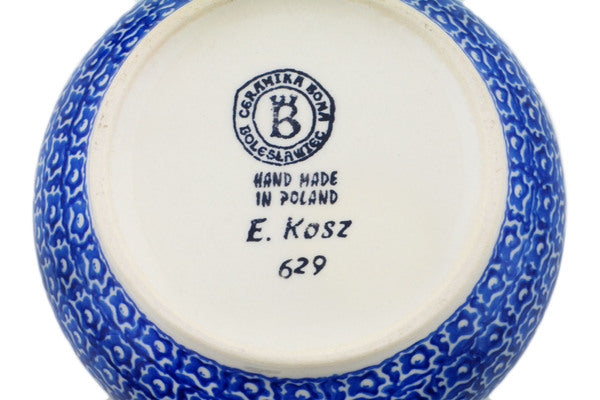 CERAMIKA BONA
B
BOLESŁAWIEC
HAND MADE
IN POLAND
E. Kosz
629